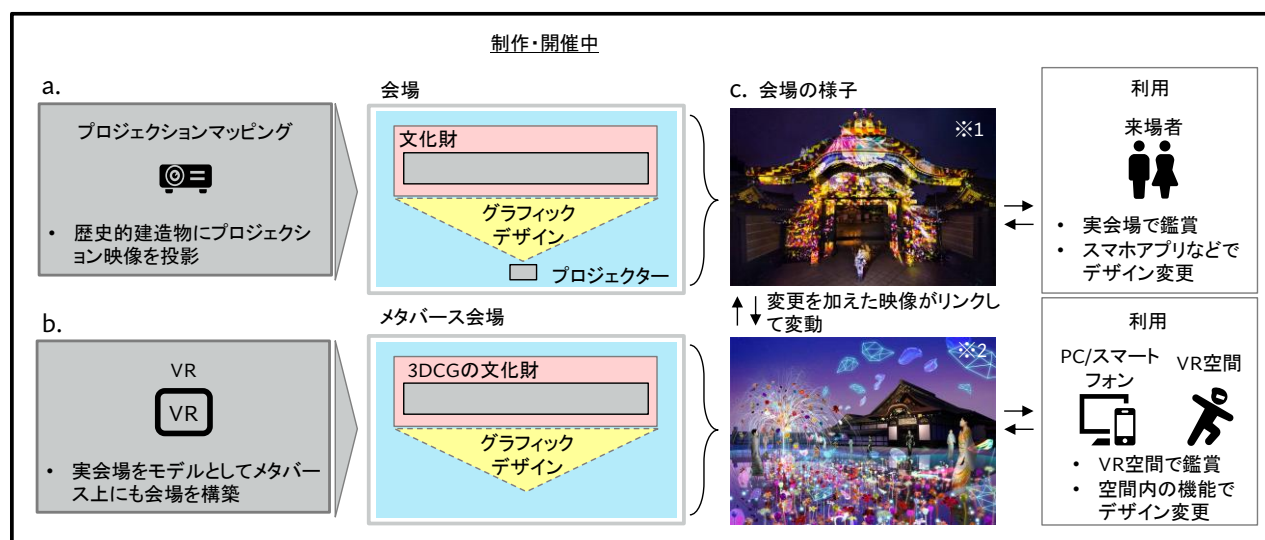 制作・開催中
a.
プロジェクションマッピング
• 歴史的建造物にプロジェクシ
ョン映像を投影
会場
文化財
グラフィック
デザイン
プロジェクター
c. 会場の様子
※1
利用
来場者
• 実会場で鑑賞
• スマホアプリなどで
デザイン変更
変更を加えた映像がリンクし
て変動
b.
VR
VR
• 実会場をモデルとしてメタバー
ス上にも会場を構築
メタバース会場
3DCGの文化財
グラフィック
デザイン
※2
利用
PC/スマート
フォン
VR空間
• VR空間で鑑賞
• 空間内の機能で
デザイン変更